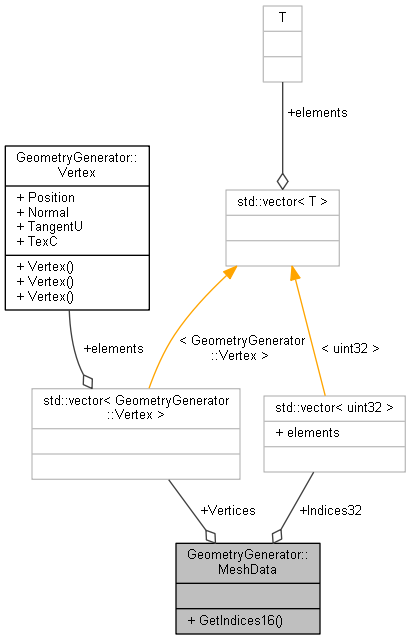 T
+elements
GeometryGenerator::
Vertex
+ Position
+ Normal
+ TangentU
+ TexC
+ Vertex()
+ Vertex()
+ Vertex()
std::vector< T >
+elements
< GeometryGenerator
::Vertex >
< uint32 >
std::vector< GeometryGenerator
::Vertex >
std::vector< uint32 >
+ elements
+Vertices
+Indices32
GeometryGenerator::
MeshData
+ GetIndices16()